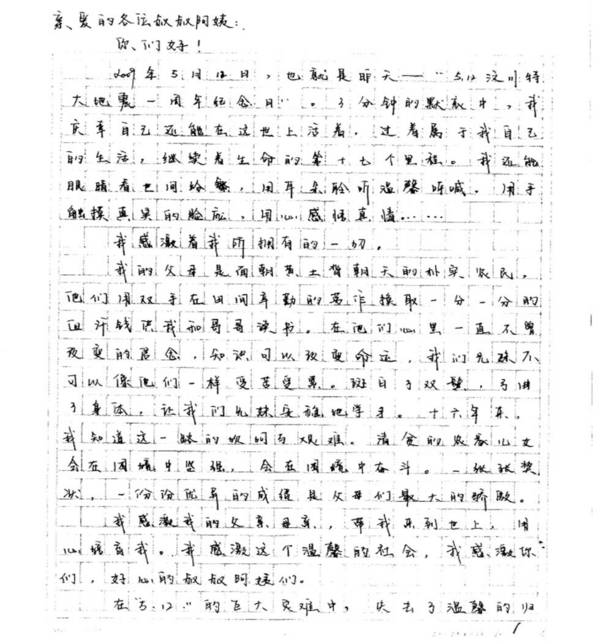 亲爱的各位叔叔阿姨:
你们好!
2009年5月12日,也就是昨天——"5.12汶川特
大地震一周年纪念日"。3分钟的默哀中,我
庆幸自己还能在这世上活着。过着属于我自己
的生活,继续着生命的第十七个里程。我还能
眼睛看世间纷繁,用耳朵聆听温馨呼喊。用手
触摸真实的脸庞,用心感悟真情……
我感激着我所拥有的一切。
我的父母是面朝黄土背朝天的朴实农民,
他们用双手在田间辛勤的劳作换取一分一分的
血汗钱供我和哥哥读书。在他们心里一直不曾
改变的信念,知识可以改变命运,我们兄妹不
可以像他们一样受苦受累。斑白了双鬓,弓屈
了身体,让我们兄妹安稳地学习。十六年来,
我知道这一路的坎坷与艰难。清贫的农家儿女
会在困境中坚强,会在困境中奋斗。一张张奖
状,一份份优异的成绩是父母们最大的骄傲。
我感激我的父亲母亲,带我来到世上,用
心培育我。我感激这个温馨的社会,我感激你
们,好心的叔叔阿姨们。
在"5.12"的巨大灾难中,失去了温馨的归
1